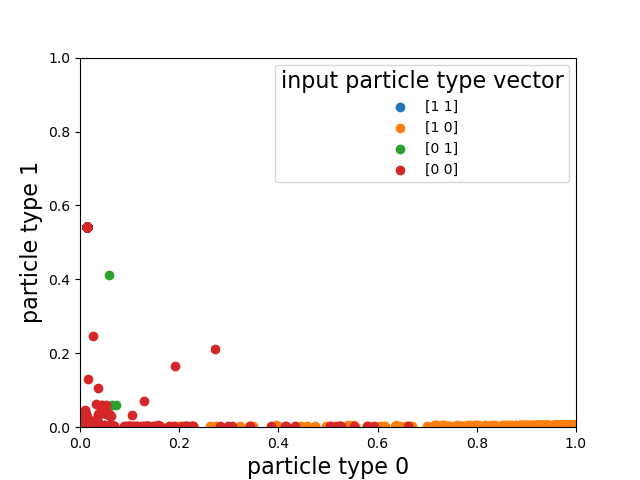 1.0
0.8
0.6
0.4
0.2
0.0
particle type 1
input particle type vector
[1 1]
[1 0]
[0 1]
[0 0]
0.0 0.2 0.4 0.6 0.8 1.0
particle type 0